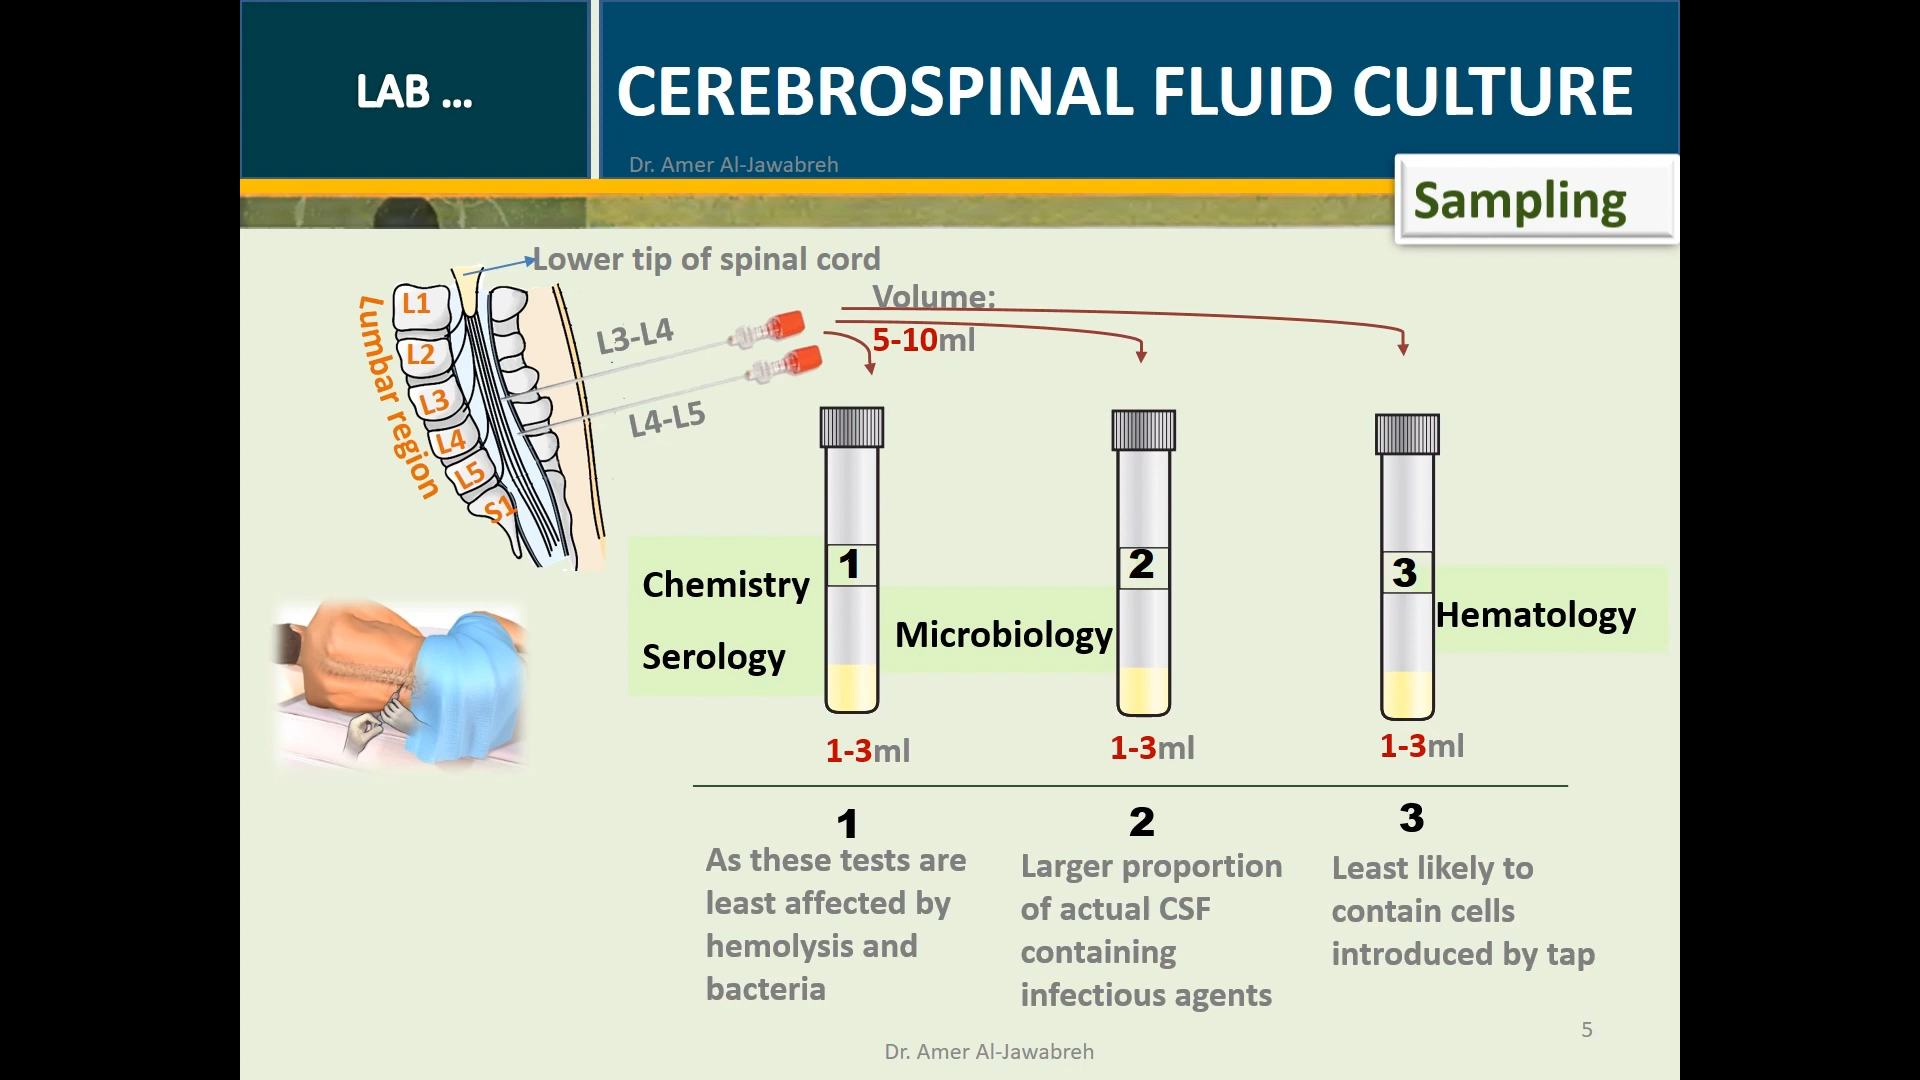 LAB ...
CEREBROSPINAL FLUID CULTURE
Dr. Amer Al-Jawabreh
Sampling
Lower tip of spinal cord
Volume:
5-10ml
Lumbar region
L1
L2
L3
L4
L5
S1
L3-L4
L4-L5
1
2
3
Chemistry
Serology
Microbiology
Hematology
1-3ml
1-3ml
1-3ml
1
As these tests are
least affected by
hemolysis and
bacteria
2
Larger proportion
of actual CSF
containing
infectious agents
3
Least likely to
contain cells
introduced by tap
5
Dr. Amer Al-Jawabreh